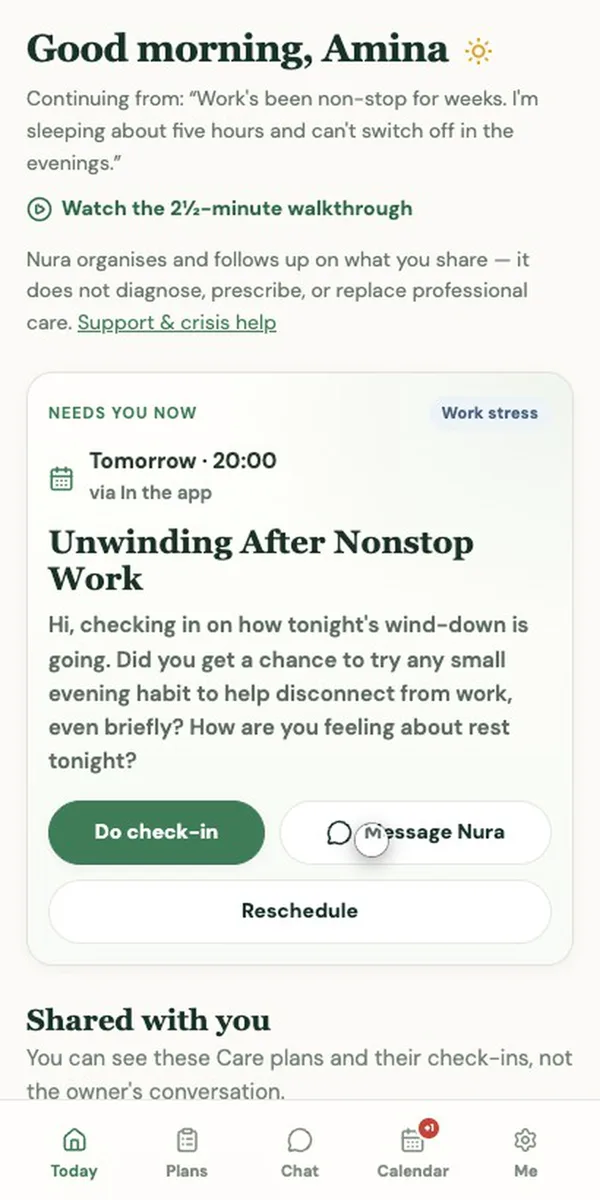 Good morning, Amina
Continuing from: “Work's been non-stop for weeks. I'm
sleeping about five hours and can't switch off in the
evenings.”
Watch the 2½-minute walkthrough
Nura organises and follows up on what you share — it
does not diagnose, prescribe, or replace professional
care. Support & crisis help
NEEDS YOU NOW
Work stress
Tomorrow · 20:00
via In the app
Unwinding After Nonstop
Work
Hi, checking in on how tonight's wind-down is
going. Did you get a chance to try any small
evening habit to help disconnect from work,
even briefly? How are you feeling about rest
tonight?
Do check-in
Message Nura
Reschedule
Shared with you
You can see these Care plans and their check-ins, not
the owner's conversation.
+1
Today
Plans
Chat
Calendar
Me